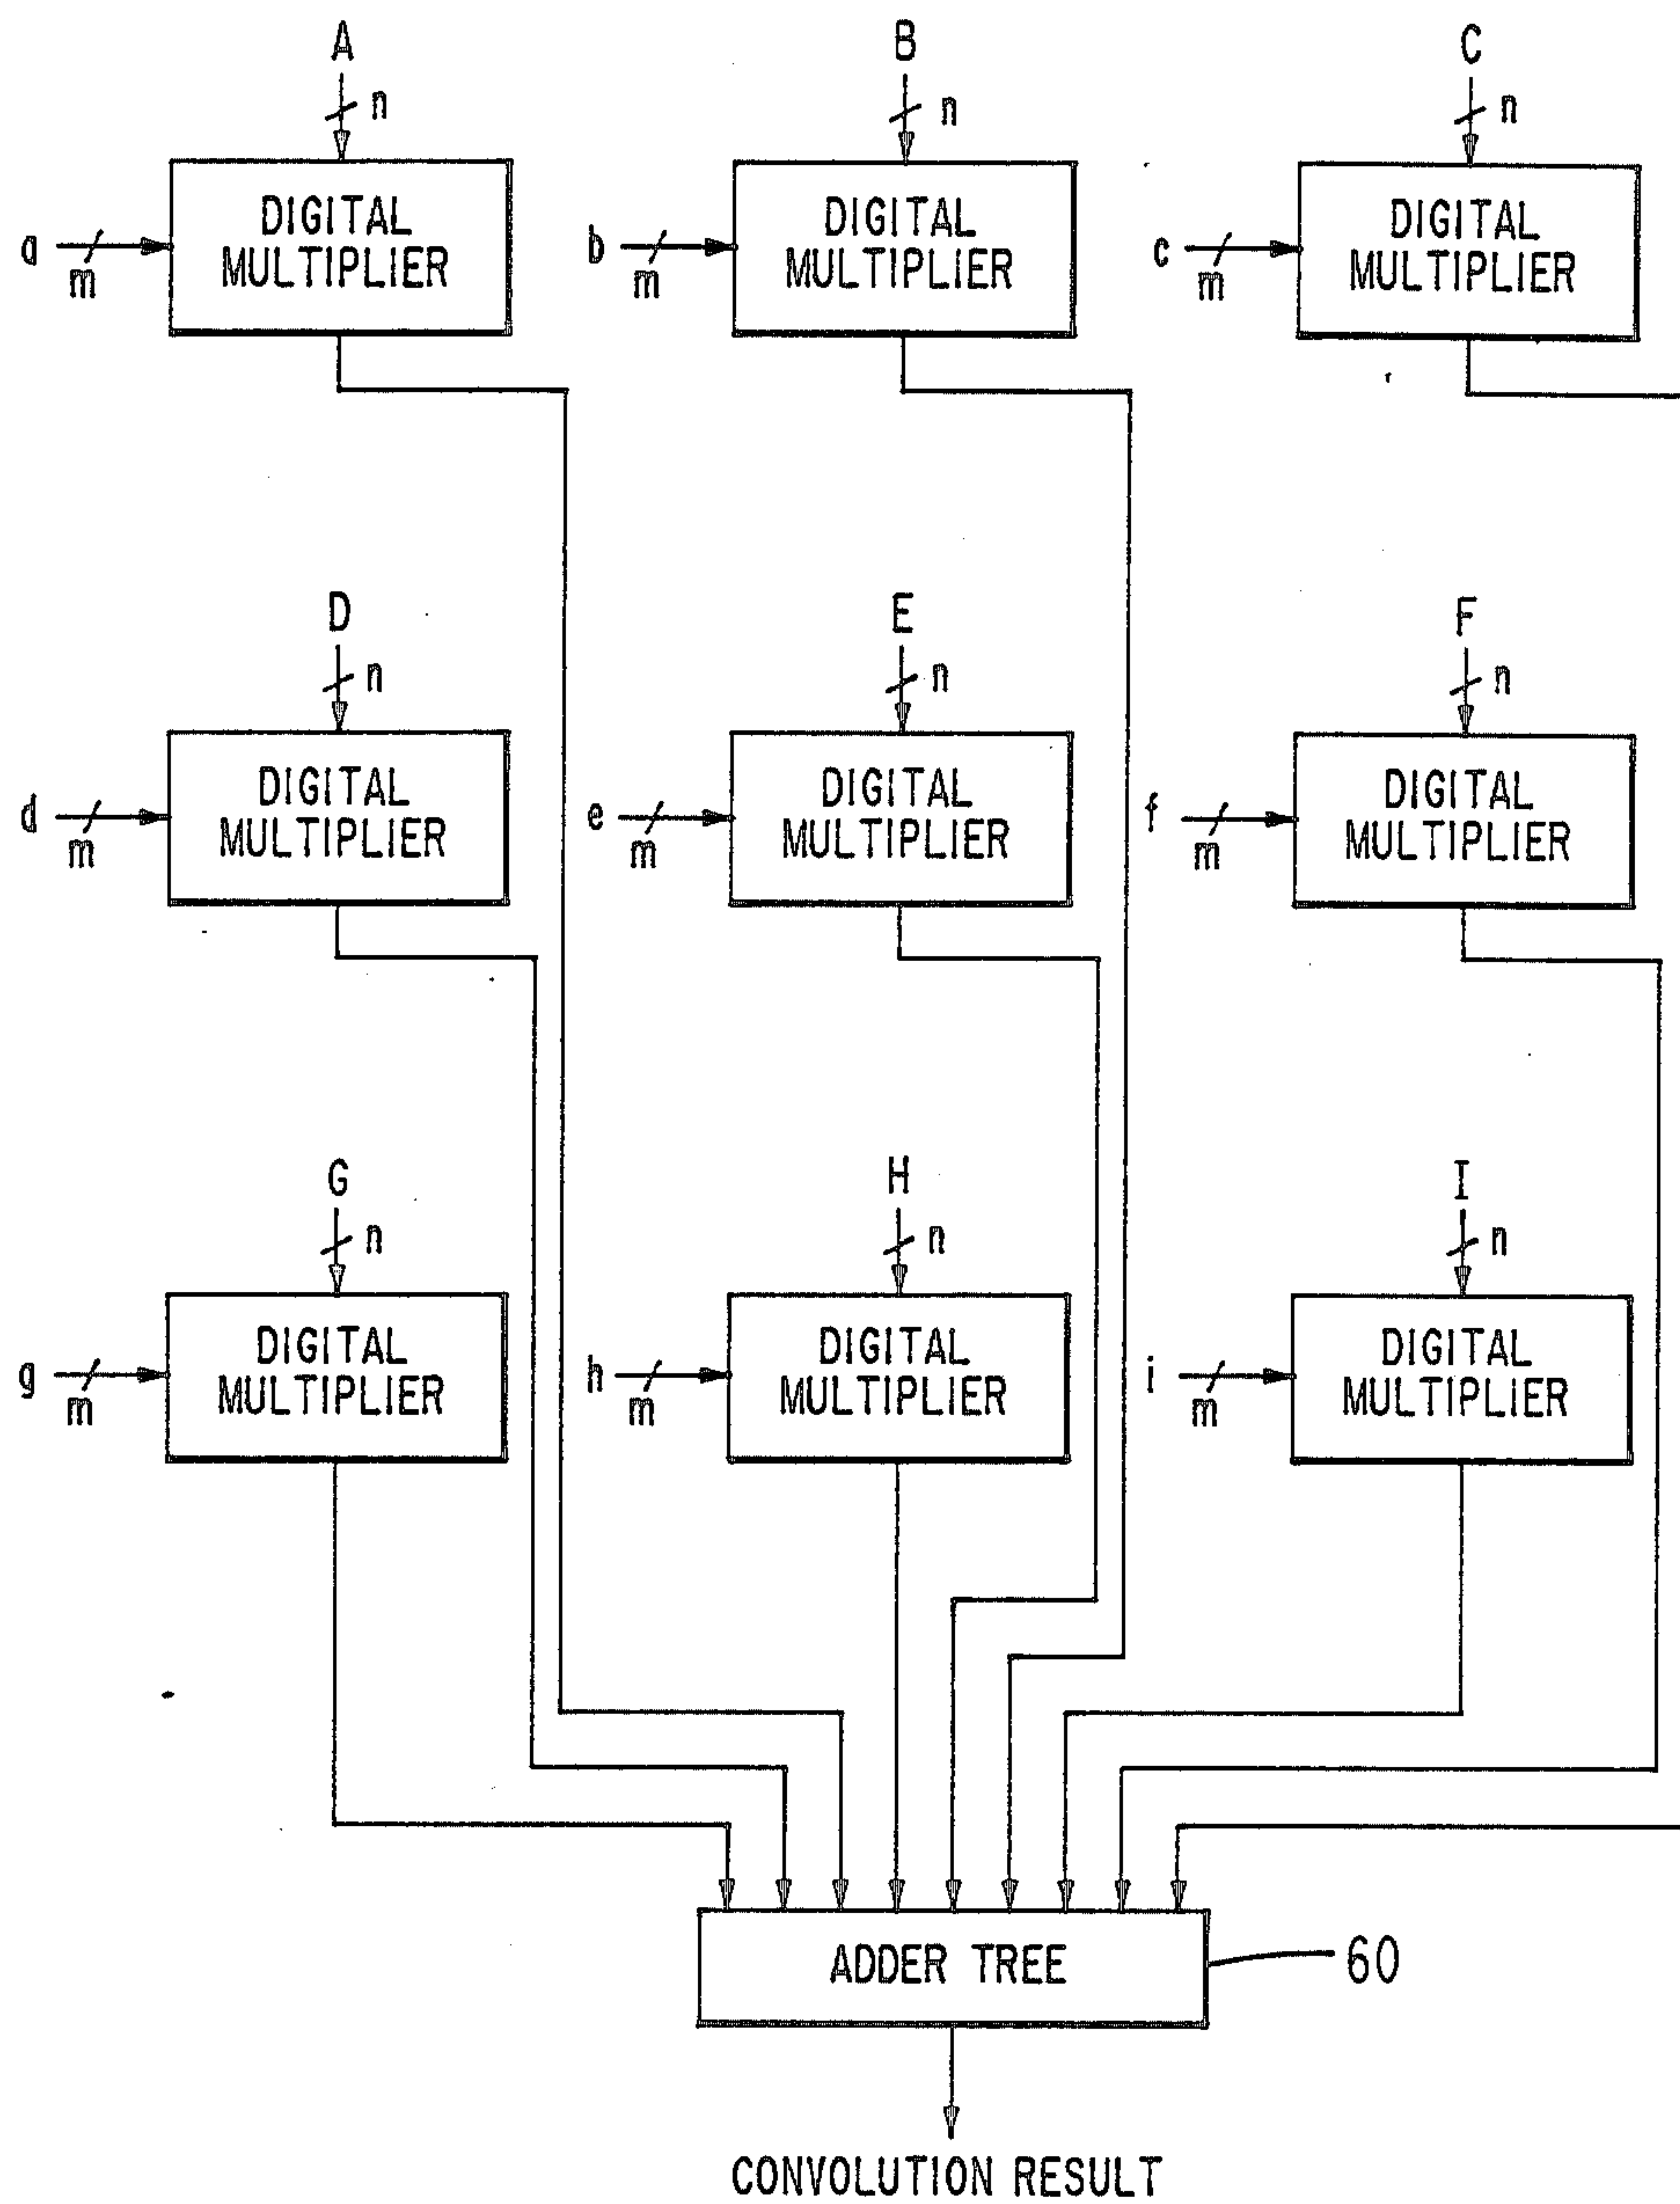 A B C
n n n
DIGITAL DIGITAL DIGITAL
a MULTIPLIER b MULTIPLIER c MULTIPLIER
m m m
D E F
n n n
DIGITAL DIGITAL DIGITAL
d MULTIPLIER e MULTIPLIER f MULTIPLIER
m m m
G H I
n n n
DIGITAL DIGITAL DIGITAL
g MULTIPLIER h MULTIPLIER i MULTIPLIER
m m m
ADDER TREE 60
CONVOLUTION RESULT